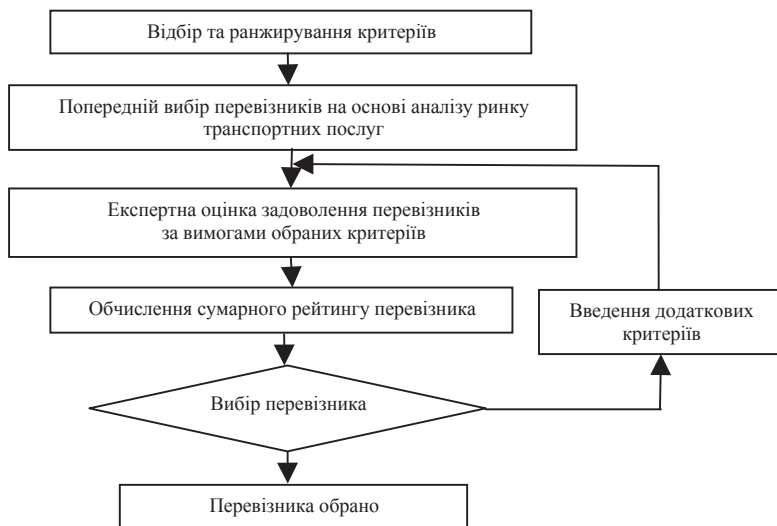 Відбір та ранжирування критеріїв
Попередній вибір перевізників на основі аналізу ринку
транспортних послуг
Експертна оцінка задоволення перевізників
за вимогами обраних критеріїв
Обчислення сумарного рейтингу перевізника
Введення додаткових
критеріїв
Вибір перевізника
Перевізника обрано